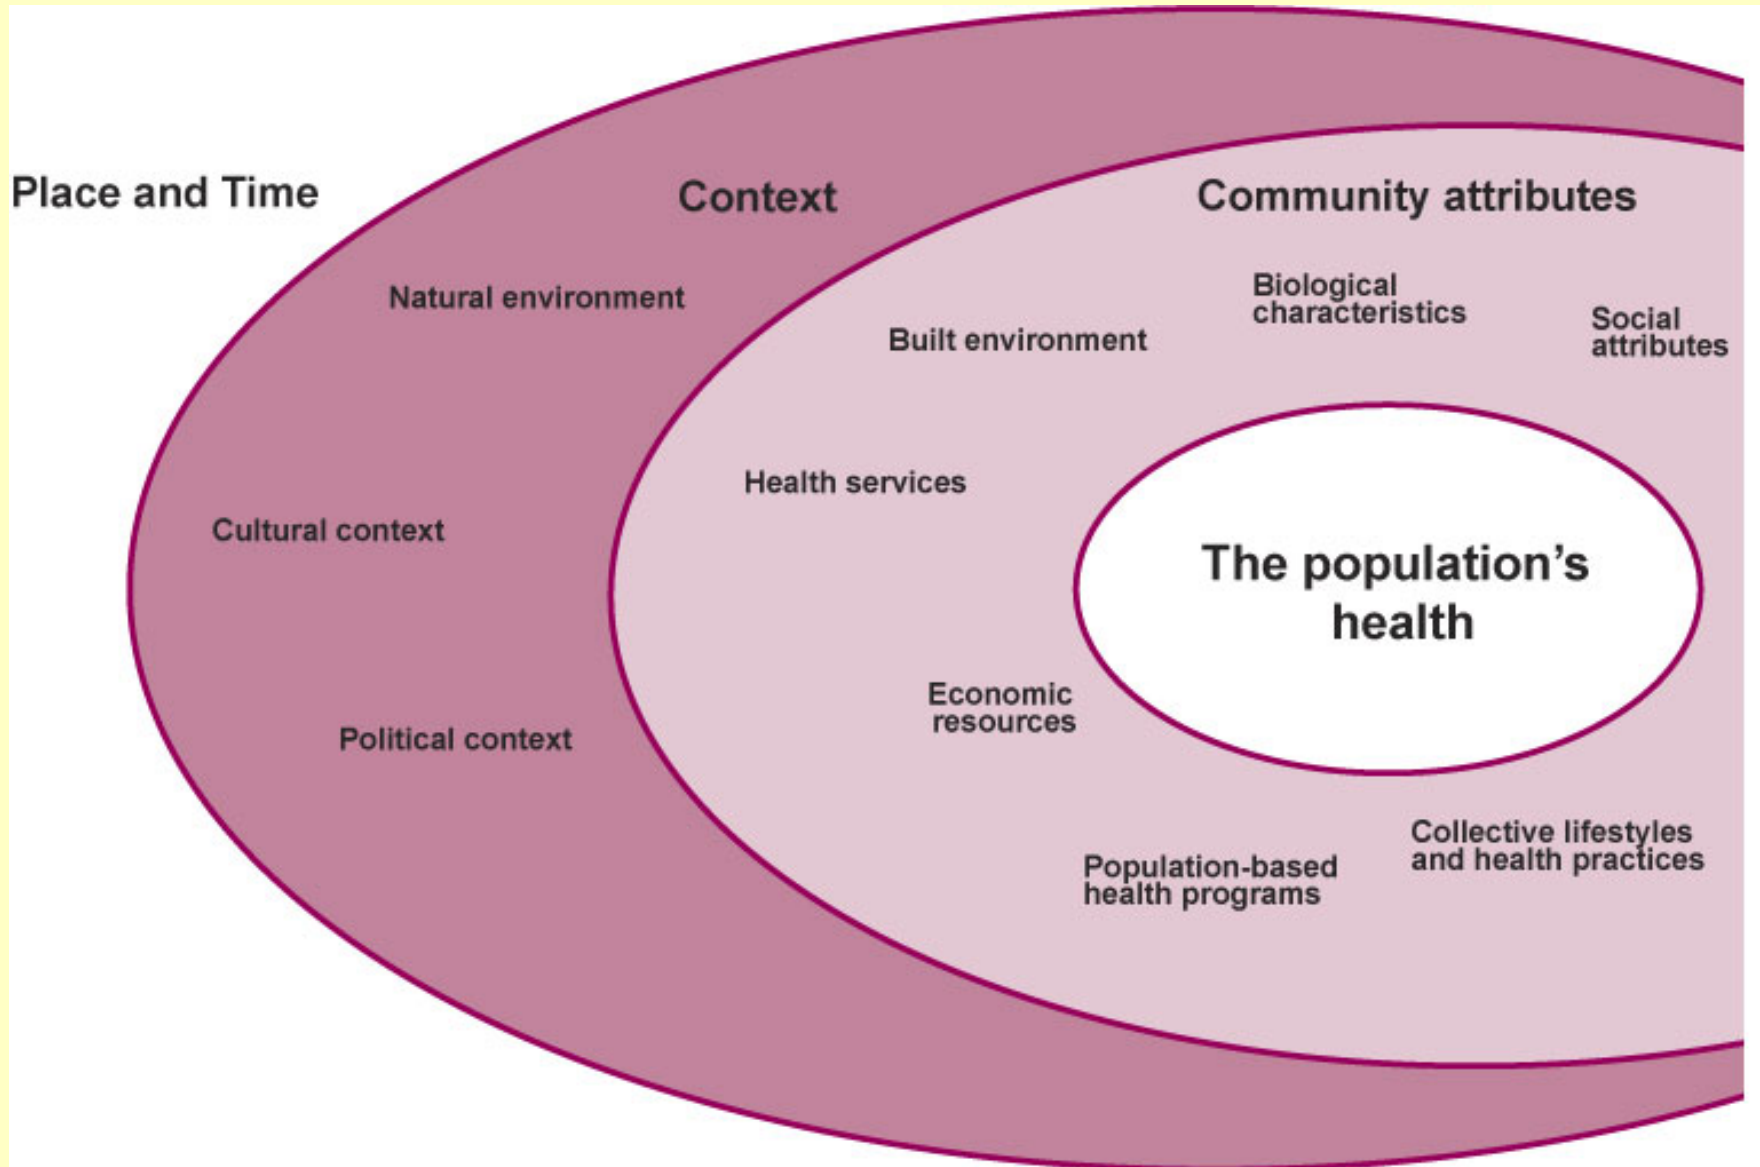 Place and Time
Context
Community attributes
Natural environment
Built environment
Biological
characteristics
Social
attributes
Health services
Cultural context
The population’s
health
Economic
resources
Political context
Population-based
health programs
Collective lifestyles
and health practices